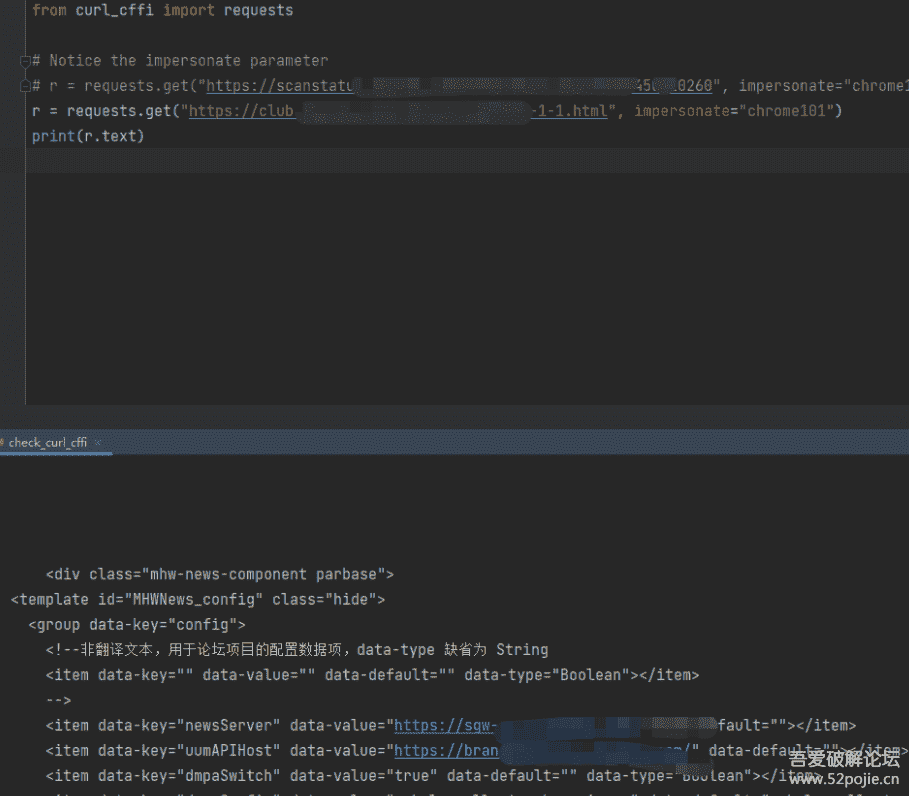 from curl_cffi import requests
# Notice the impersonate parameter
# r = requests.get("https://scanstatu 45 0260", impersonate="chrome1
r = requests.get("https://club. -1-1.html", impersonate="chrome101")
print(r.text)
check_curl_cffi ×
<div class="mhw-news-component parbase">
<template id="MHWNews_config" class="hide">
<group data-key="config">
<!--非翻译文本，用于论坛项目的配置数据项，data-type 缺省为 String
<item data-key="" data-value="" data-default="" data-type="Boolean"></item>
-->
<item data-key="newsServer" data-value="https://sgw- fault=""></item>
<item data-key="uumAPIHost" data-value="https://bran /" data-default=""></item>
<item data-key="dmpaSwitch" data-value="true" data-default="" data-type="Boolean"></item>
吾爱破解论坛
www.52pojie.cn